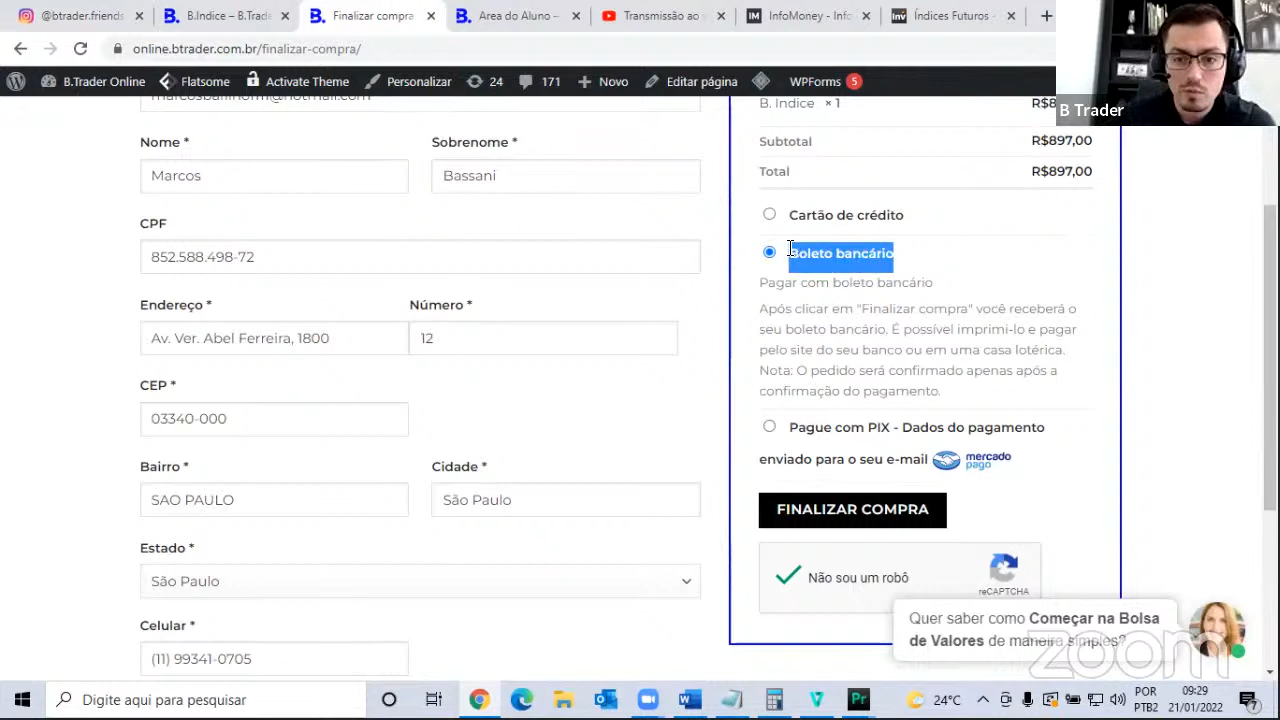 @btrader.friends
B.Índice – B.Trade
Finalizar compra
Área do Aluno –
Transmissão ao
InfoMoney - Info
Índices Futuros -
online.btrader.com.br/finalizar-compra/
B.Trader Online
Flatsome
Activate Theme
Personalizar
24
171
Novo
Editar página
WPForms 5
B Trader
B. Índice × 1
Nome *
Sobrenome *
Marcos
Bassani
CPF
852.588.498-72
Endereço *
Número *
Av. Ver. Abel Ferreira, 1800
12
CEP *
03340-000
Bairro *
Cidade *
SAO PAULO
São Paulo
Estado *
São Paulo
Celular *
(11) 99341-0705
Subtotal R$897,00
Total R$897,00
Cartão de crédito
Boleto bancário
Pagar com boleto bancário
Após clicar em "Finalizar compra" você receberá o
seu boleto bancário. É possível imprimi-lo e pagar
pelo site do seu banco ou em uma casa lotérica.
Nota: O pedido será confirmado apenas após a
confirmação do pagamento.
Pague com PIX - Dados do pagamento
enviado para o seu e-mail mercado pago
FINALIZAR COMPRA
Não sou um robô
reCAPTCHA
Quer saber como Começar na Bolsa
de Valores de maneira simples?
zoom
Digite aqui para pesquisar
24°C
POR
PTB2
09:29
21/01/2022
7